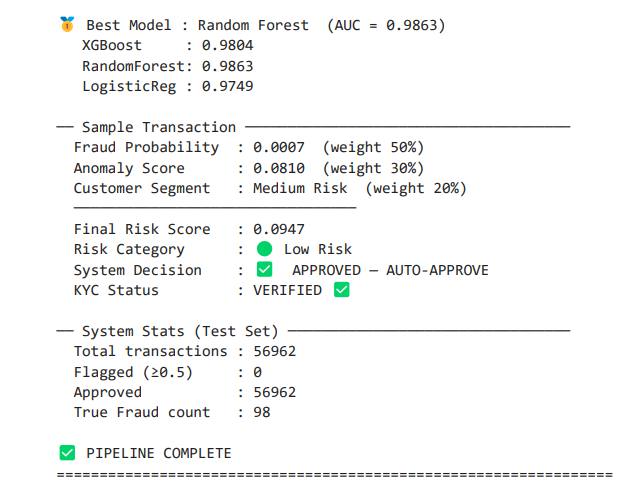 🥇 Best Model : Random Forest (AUC = 0.9863)
XGBoost : 0.9804
RandomForest: 0.9863
LogisticReg : 0.9749
── Sample Transaction ──────────────────────────────────────
Fraud Probability : 0.0007 (weight 50%)
Anomaly Score : 0.0810 (weight 30%)
Customer Segment : Medium Risk (weight 20%)
─────────────────────────────────
Final Risk Score : 0.0947
Risk Category : 🟢 Low Risk
System Decision : ✅ APPROVED — AUTO-APPROVE
KYC Status : VERIFIED ✅
── System Stats (Test Set) ─────────────────────────────────
Total transactions : 56962
Flagged (≥0.5) : 0
Approved : 56962
True Fraud count : 98
✅ PIPELINE COMPLETE
=================================================================